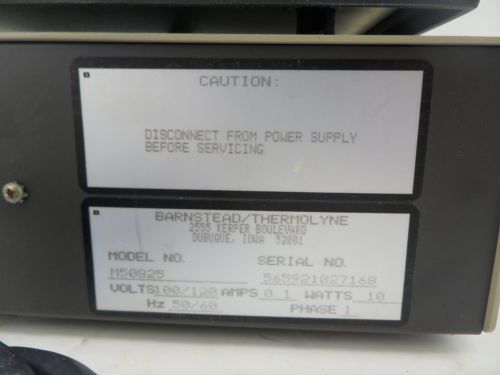 CAUTION:
DISCONNECT FROM POWER SUPPLY
BEFORE SERVICING.
BARNSTEAD/THERMOLYNE
2555 KERPER BOULEVARD
DUBUQUE, IOWA 52001
MODEL NO. SERIAL NO.
M50825 565921027168
VOLTS 100/120 AMPS 0.1 WATTS 10
Hz 50/60 PHASE 1